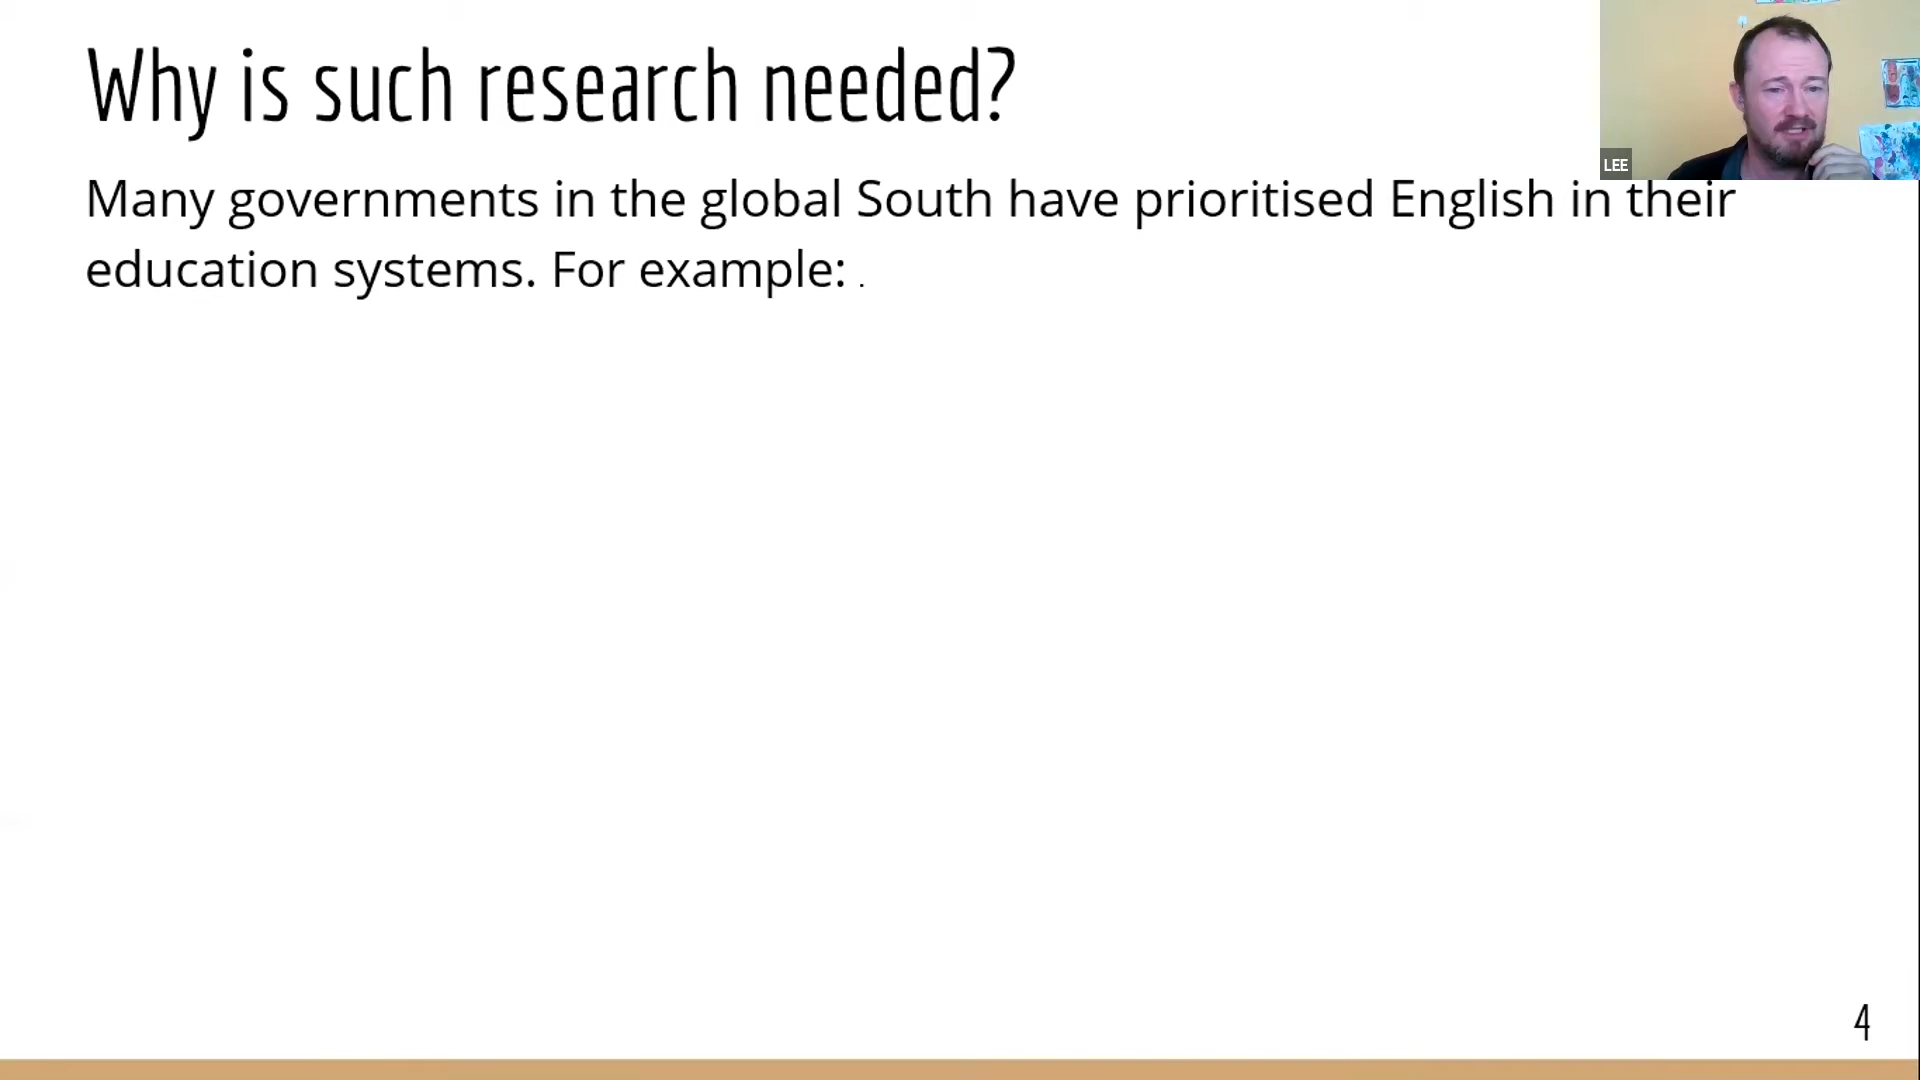 Why is such research needed?
LEE
Many governments in the global South have prioritised English in their
education systems. For example: .
4